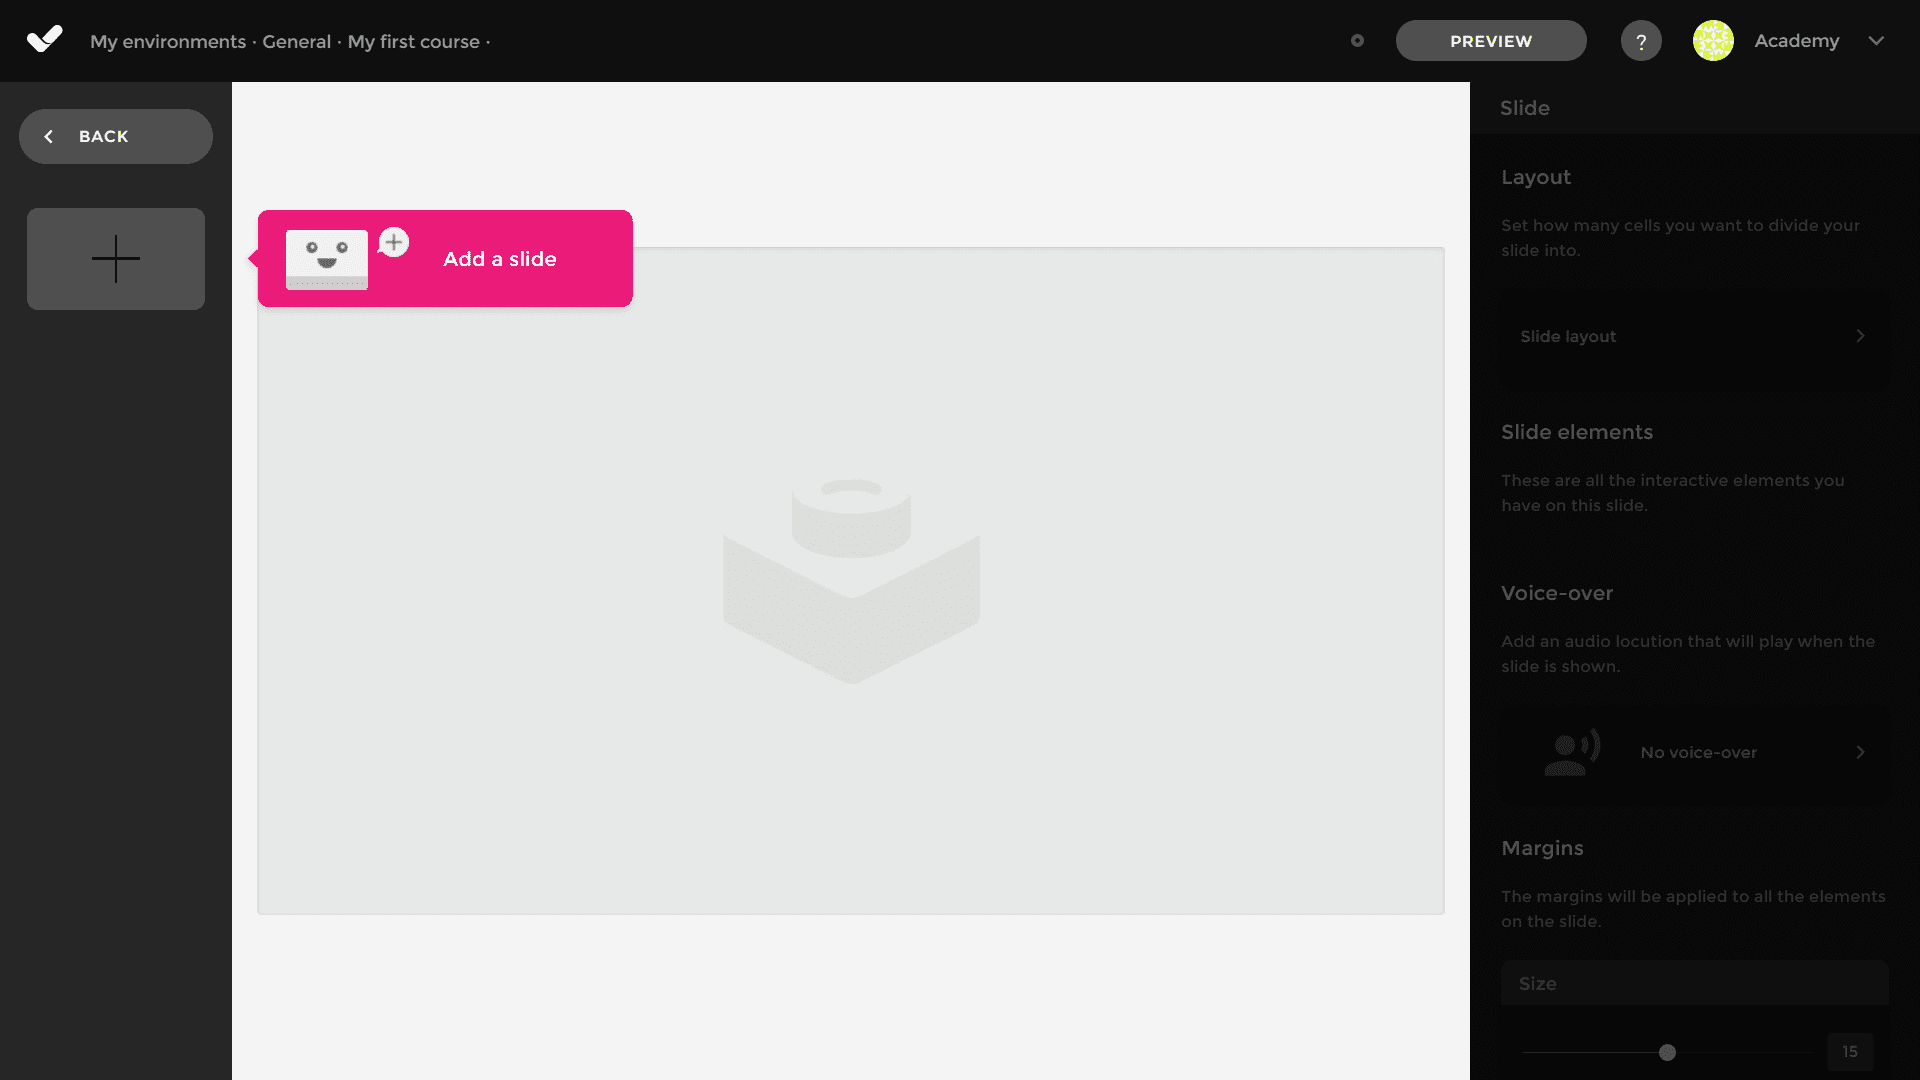 My environments · General · My first course ·
PREVIEW
?
Academy
BACK
Add a slide
Slide
Layout
Set how many cells you want to divide your
slide into.
Slide layout
Slide elements
These are all the interactive elements you
have on this slide.
Voice-over
Add an audio locution that will play when the
slide is shown.
No voice-over
Margins
The margins will be applied to all the elements
on the slide.
Size
15